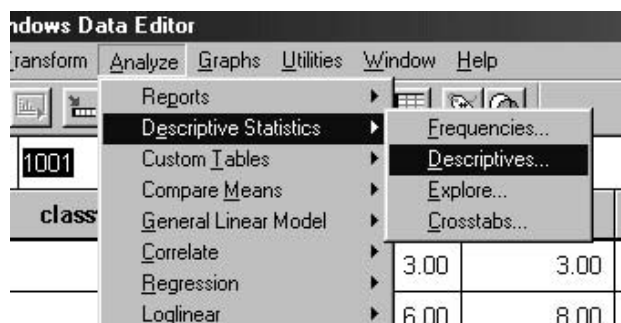 ndows Data Editor
ransform Analyze Graphs Utilities Window Help
Reports
Descriptive Statistics Frequencies...
1001 Custom Tables Descriptives...
Compare Means Explore...
class General Linear Model Crosstabs...
Correlate 3.00 3.00
Regression
Loglinear 6.00 8.00